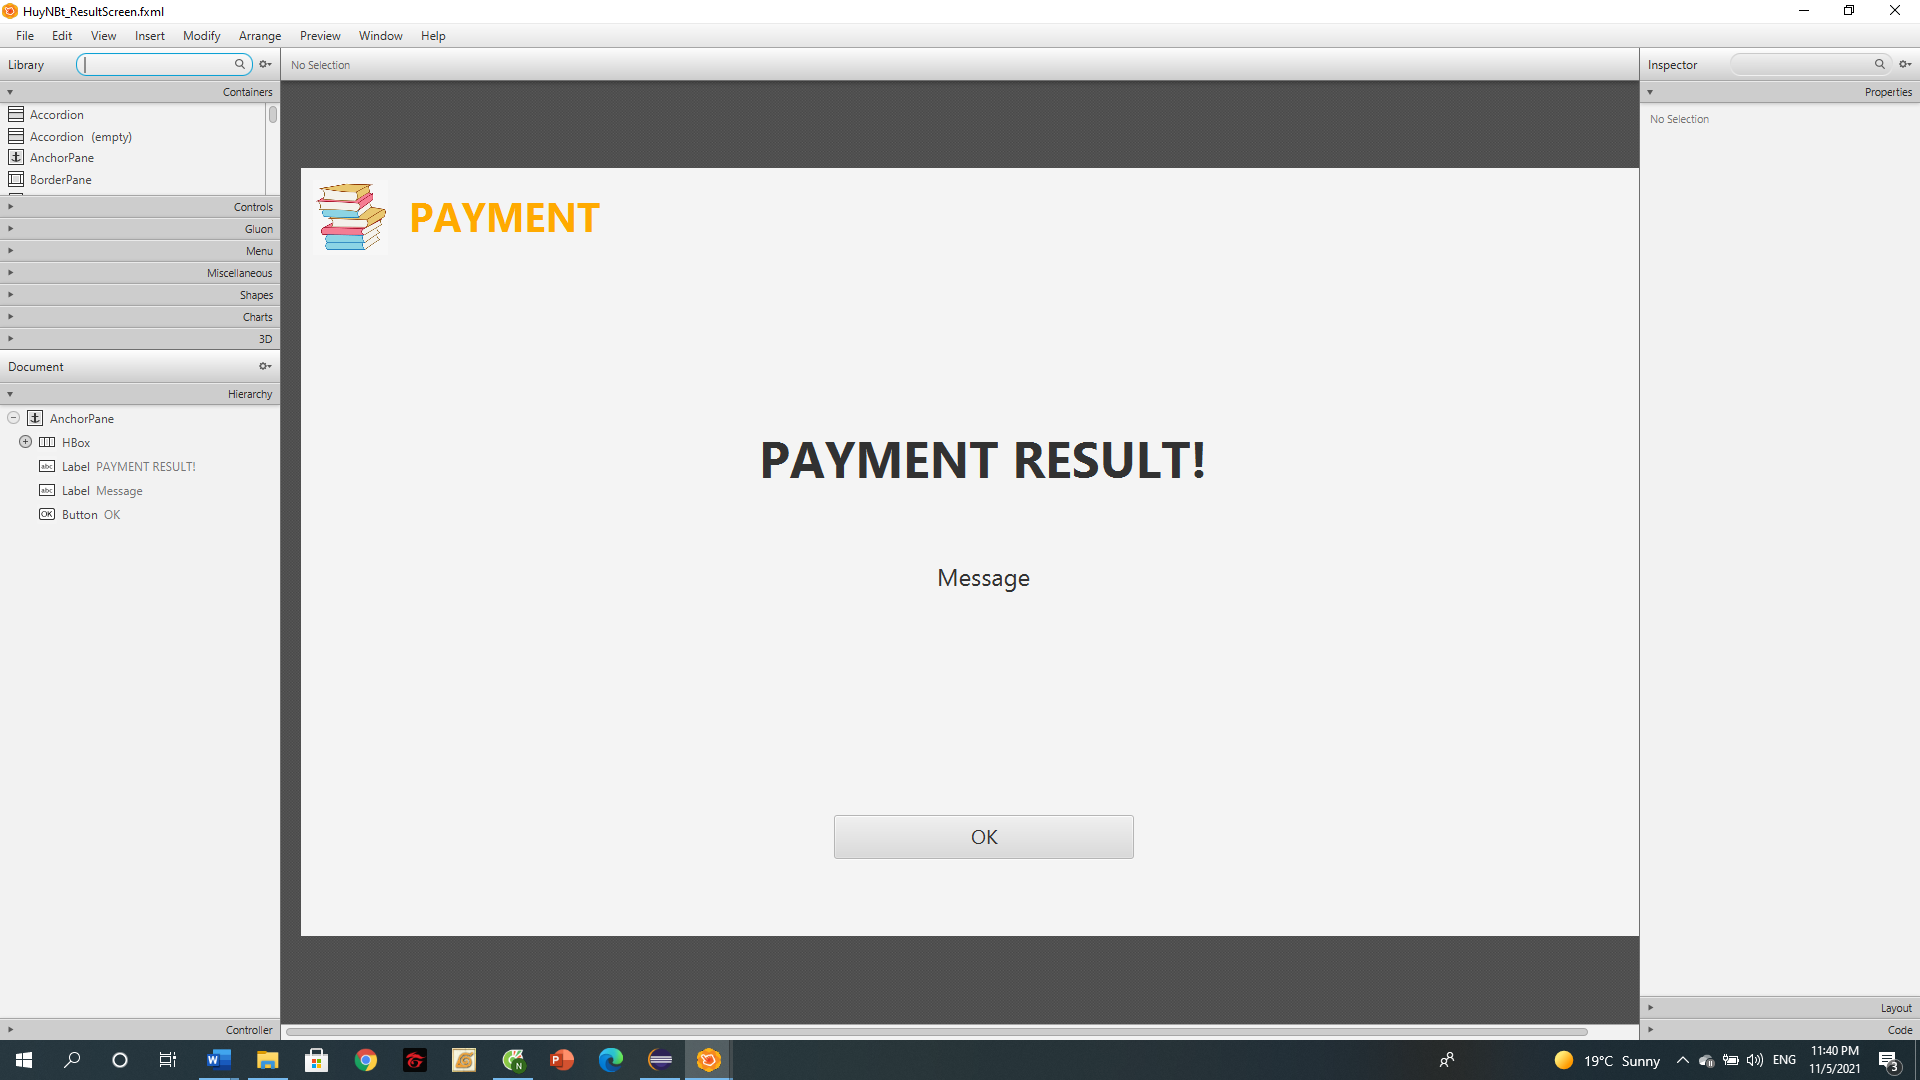 HuyNBt_ResultScreen.fxml
File Edit View Insert Modify Arrange Preview Window Help
Library
No Selection
Inspector
Containers
Properties
Accordion
Accordion (empty)
AnchorPane
BorderPane
No Selection
Controls
Gluon
Menu
Miscellaneous
Shapes
Charts
3D
Document
Hierarchy
AnchorPane
HBox
abc Label PAYMENT RESULT!
abc Label Message
OK Button OK
PAYMENT
PAYMENT RESULT!
Message
OK
Layout
Controller
Code
19°C Sunny
ENG
11:40 PM
11/5/2021
3